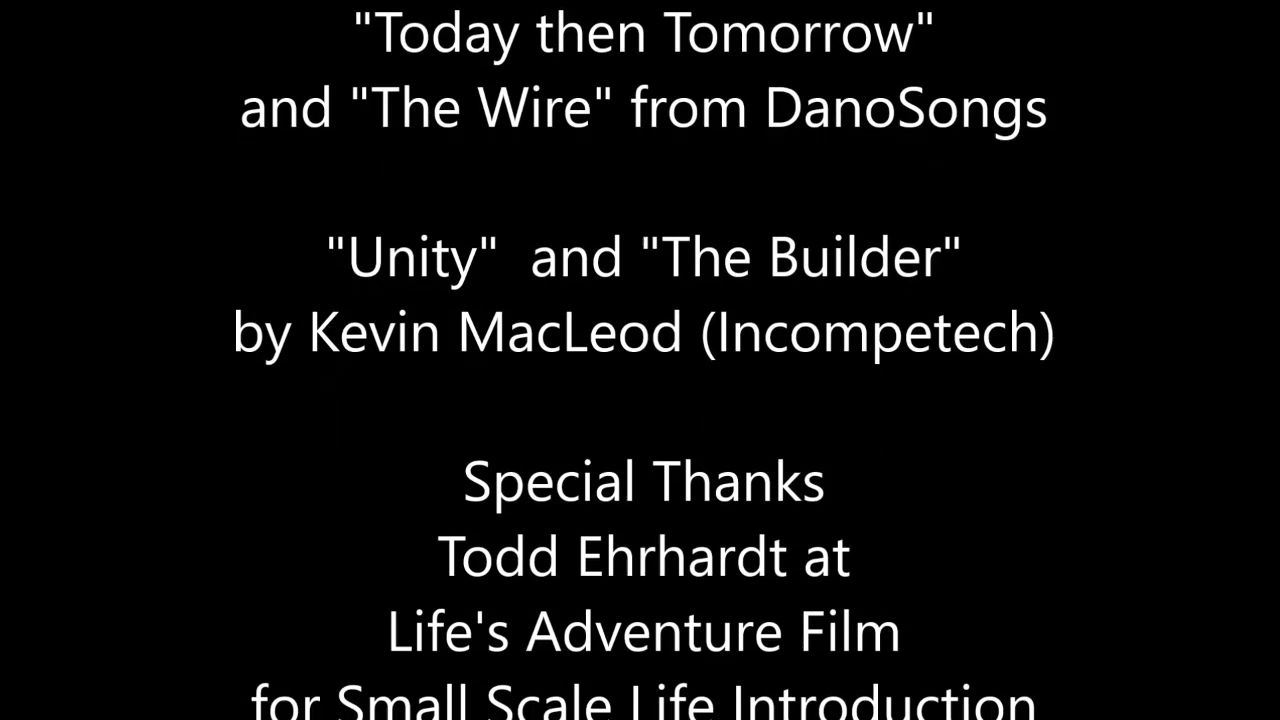 "Today then Tomorrow"
and "The Wire" from DanoSongs
"Unity"  and "The Builder"
by Kevin MacLeod (Incompetech)
Special Thanks
Todd Ehrhardt at
Life's Adventure Film
for Small Scale Life Introduction